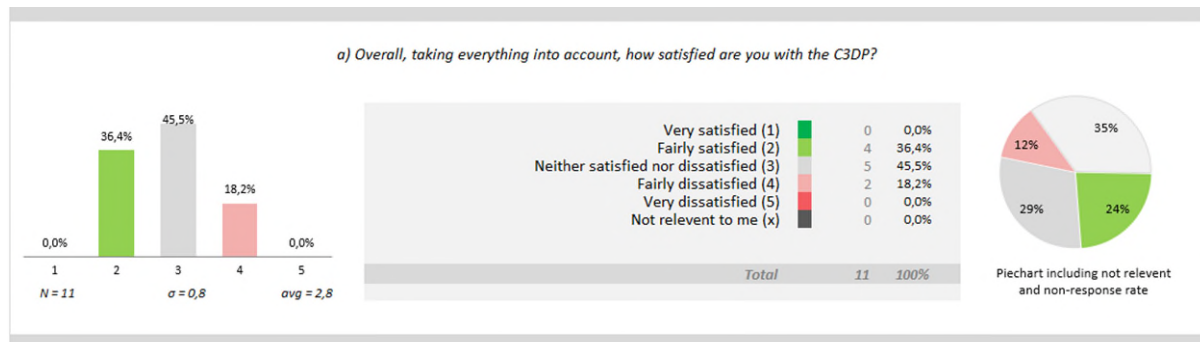 a) Overall, taking everything into account, how satisfied are you with the C3DP?
0,0%
36,4%
45,5%
18,2%
0,0%
1 2 3 4 5
N = 11 σ = 0,8 avg = 2,8
Very satisfied (1) 0 0,0%
Fairly satisfied (2) 4 36,4%
Neither satisfied nor dissatisfied (3) 5 45,5%
Fairly dissatisfied (4) 2 18,2%
Very dissatisfied (5) 0 0,0%
Not relevent to me (x) 0 0,0%
Total 11 100%
35%
12%
29%
24%
Piechart including not relevent
and non-response rate